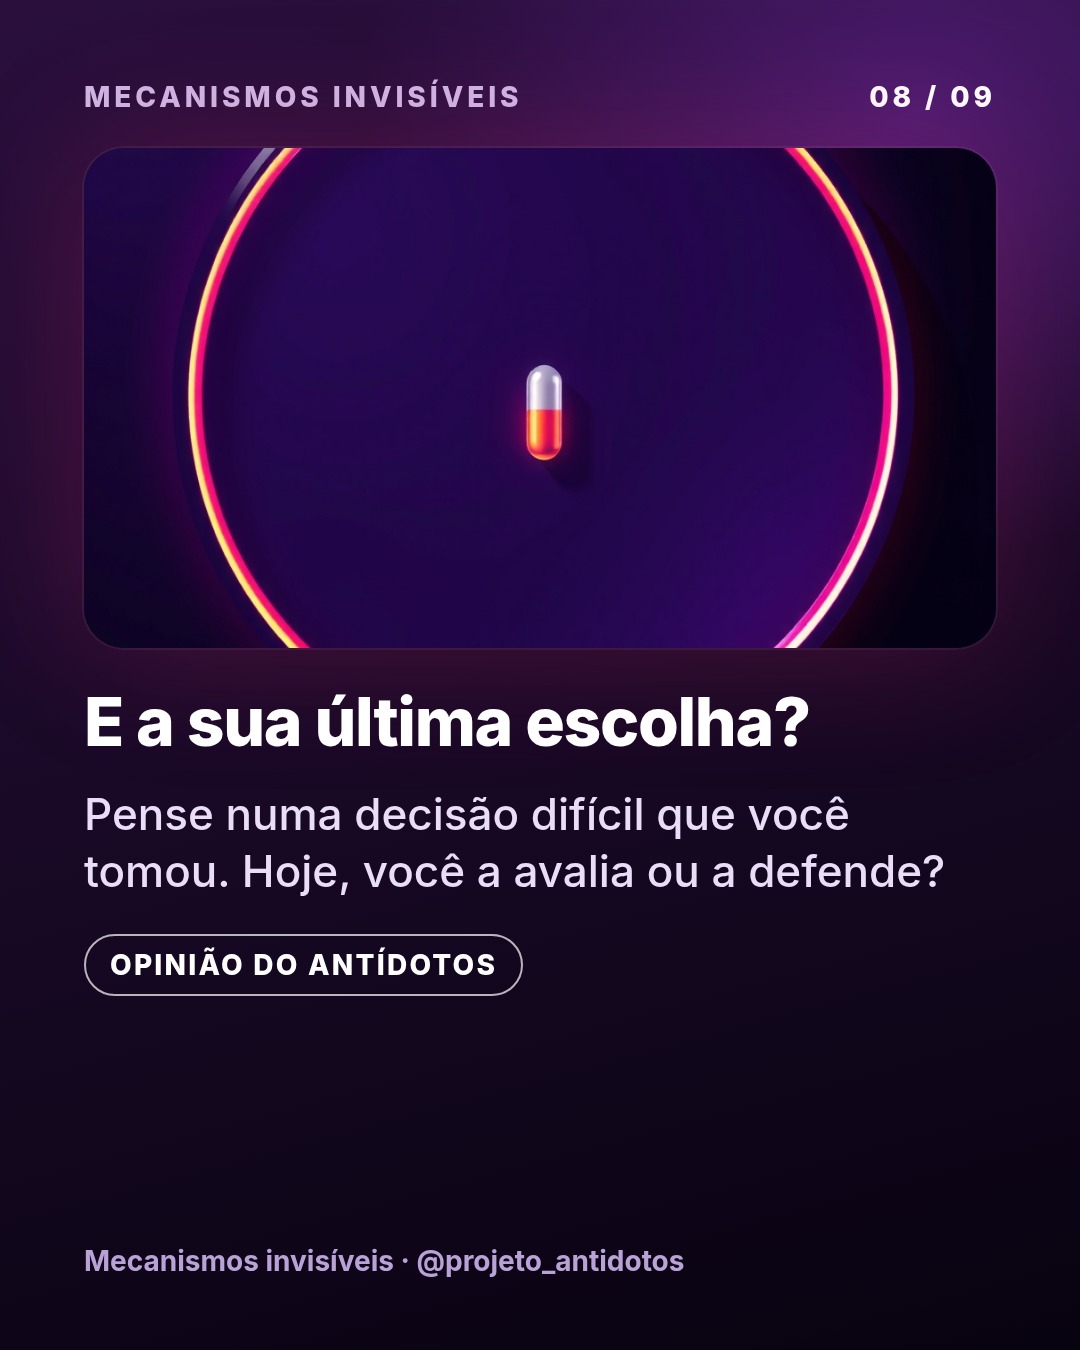 MECANISMOS INVISÍVEIS
08 / 09
E a sua última escolha?
Pense numa decisão difícil que você
tomou. Hoje, você a avalia ou a defende?
OPINIÃO DO ANTÍDOTOS
Mecanismos invisíveis · @projeto_antidotos